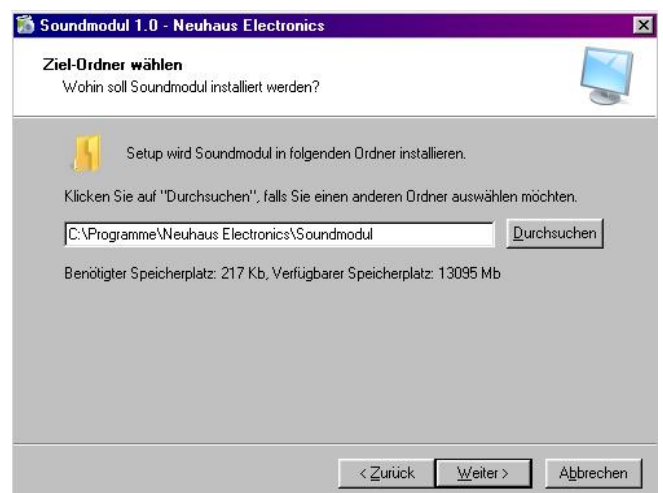 Soundmodul 1.0 - Neuhaus Electronics
Ziel-Ordner wählen
Wohin soll Soundmodul installiert werden?
Setup wird Soundmodul in folgenden Ordner installieren.
Klicken Sie auf "Durchsuchen", falls Sie einen anderen Ordner auswählen möchten.
C:\Programme\Neuhaus Electronics\Soundmodul
Durchsuchen
Benötigter Speicherplatz: 217 Kb, Verfügbarer Speicherplatz: 13095 Mb
< Zurück Weiter > Abbrechen